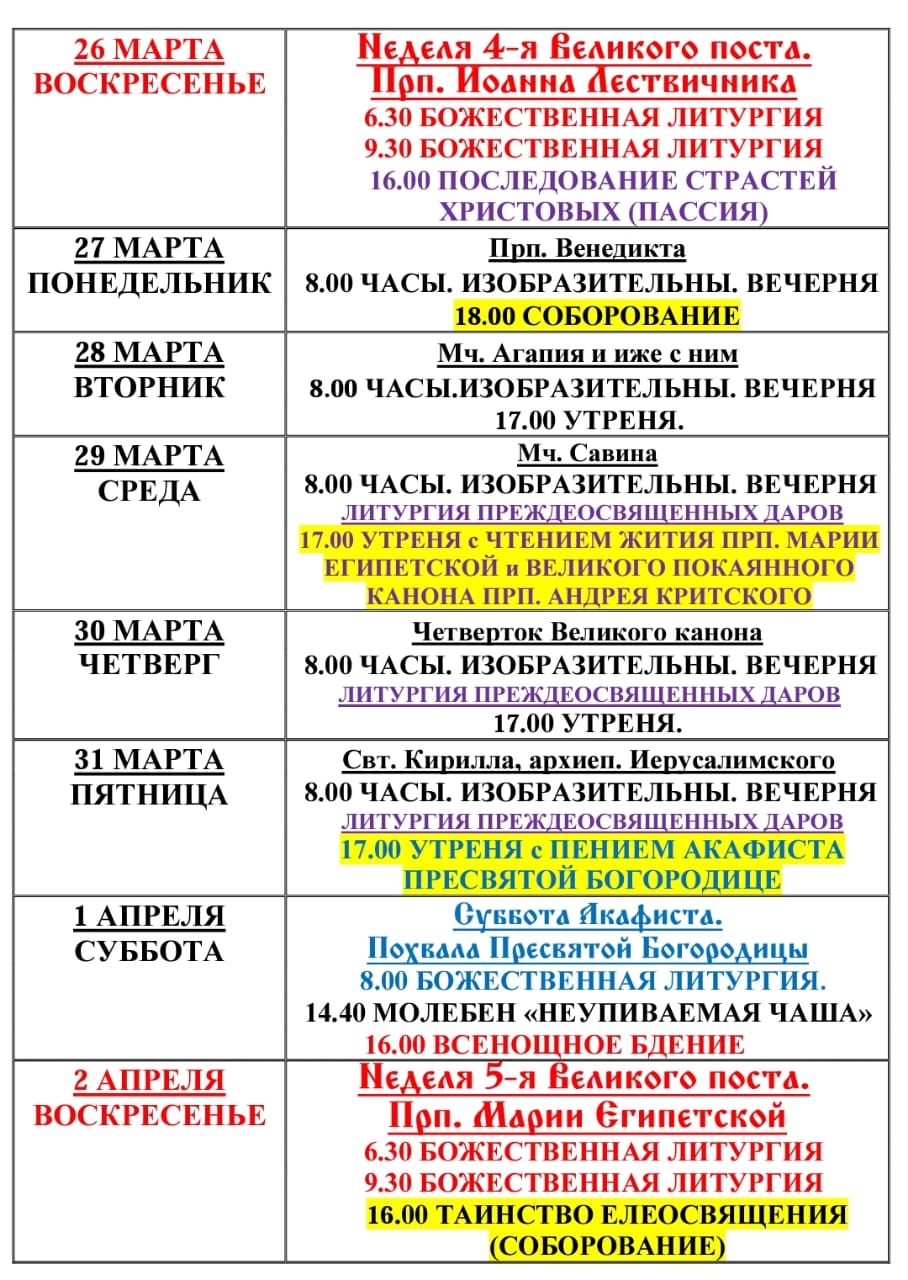 26 МАРТА
ВОСКРЕСЕНЬЕ
Неделя 4-я Великого поста.
Прп. Иоанна Лествичника
6.30 БОЖЕСТВЕННАЯ ЛИТУРГИЯ
9.30 БОЖЕСТВЕННАЯ ЛИТУРГИЯ
16.00 ПОСЛЕДОВАНИЕ СТРАСТЕЙ
ХРИСТОВЫХ (ПАССИЯ)
27 МАРТА
ПОНЕДЕЛЬНИК
Прп. Венедикта
8.00 ЧАСЫ. ИЗОБРАЗИТЕЛЬНЫ. ВЕЧЕРНЯ
18.00 СОБОРОВАНИЕ
28 МАРТА
ВТОРНИК
Мч. Агапия и иже с ним
8.00 ЧАСЫ.ИЗОБРАЗИТЕЛЬНЫ. ВЕЧЕРНЯ
17.00 УТРЕНЯ.
29 МАРТА
СРЕДА
Мч. Савина
8.00 ЧАСЫ. ИЗОБРАЗИТЕЛЬНЫ. ВЕЧЕРНЯ
ЛИТУРГИЯ ПРЕЖДЕОСВЯЩЕННЫХ ДАРОВ
17.00 УТРЕНЯ с ЧТЕНИЕМ ЖИТИЯ ПРП. МАРИИ
ЕГИПЕТСКОЙ и ВЕЛИКОГО ПОКАЯННОГО
КАНОНА ПРП. АНДРЕЯ КРИТСКОГО
30 МАРТА
ЧЕТВЕРГ
Четверток Великого канона
8.00 ЧАСЫ. ИЗОБРАЗИТЕЛЬНЫ. ВЕЧЕРНЯ
ЛИТУРГИЯ ПРЕЖДЕОСВЯЩЕННЫХ ДАРОВ
17.00 УТРЕНЯ.
31 МАРТА
ПЯТНИЦА
Свт. Кирилла, архиеп. Иерусалимского
8.00 ЧАСЫ. ИЗОБРАЗИТЕЛЬНЫ. ВЕЧЕРНЯ
ЛИТУРГИЯ ПРЕЖДЕОСВЯЩЕННЫХ ДАРОВ
17.00 УТРЕНЯ с ПЕНИЕМ АКАФИСТА
ПРЕСВЯТОЙ БОГОРОДИЦЕ
1 АПРЕЛЯ
СУББОТА
Суббота Акафиста.
Похвала Пресвятой Богородицы
8.00 БОЖЕСТВЕННАЯ ЛИТУРГИЯ.
14.40 МОЛЕБЕН «НЕУПИВАЕМАЯ ЧАША»
16.00 ВСЕНОЩНОЕ БДЕНИЕ
2 АПРЕЛЯ
ВОСКРЕСЕНЬЕ
Неделя 5-я Великого поста.
Прп. Марии Египетской
6.30 БОЖЕСТВЕННАЯ ЛИТУРГИЯ
9.30 БОЖЕСТВЕННАЯ ЛИТУРГИЯ
16.00 ТАИНСТВО ЕЛЕОСВЯЩЕНИЯ
(СОБОРОВАНИЕ)